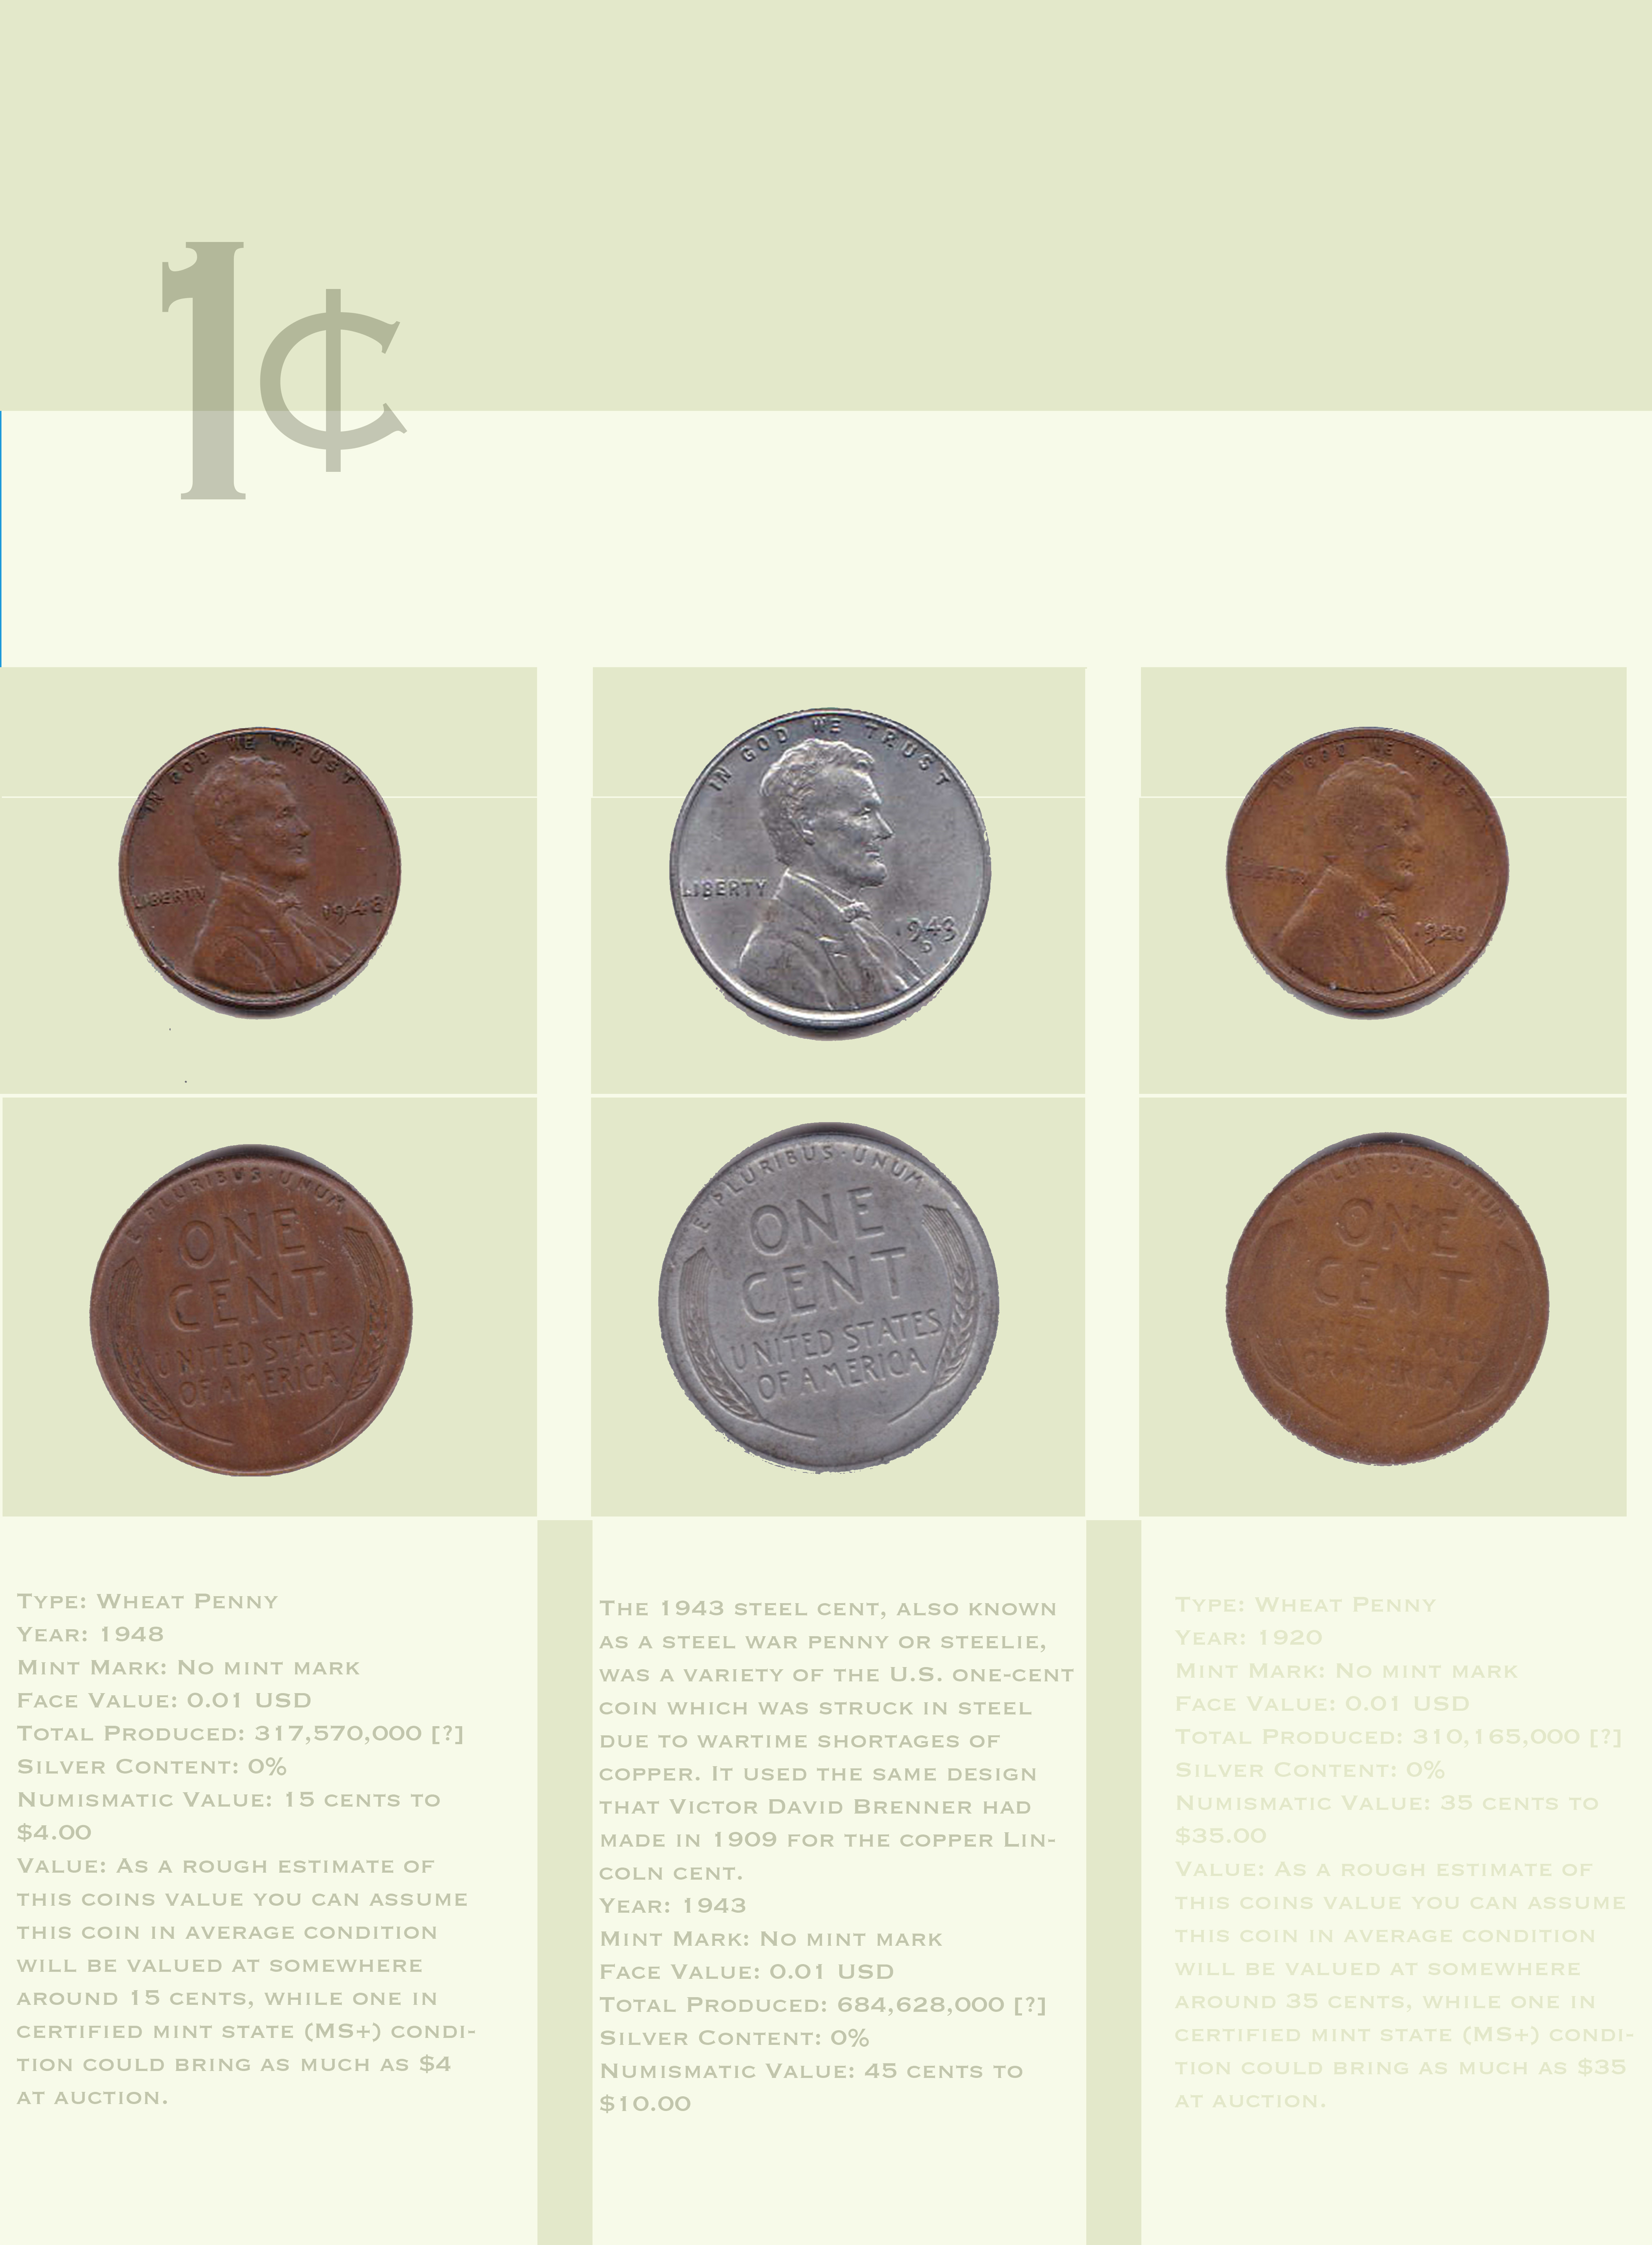 1¢
IN GOD WE TRUST
LIBERTY
1948
IN GOD WE TRUST
LIBERTY
1943
D
IN GOD WE TRUST
LIBERTY
1920
E·PLURIBUS·UNUM
ONE
CENT
UNITED STATES
OF AMERICA
E·PLURIBUS·UNUM
ONE
CENT
UNITED STATES
OF AMERICA
E·PLURIBUS·UNUM
ONE
CENT
UNITED STATES
OF AMERICA
Type: Wheat Penny
Year: 1948
Mint Mark: No mint mark
Face Value: 0.01 USD
Total Produced: 317,570,000 [?]
Silver Content: 0%
Numismatic Value: 15 cents to
$4.00
Value: As a rough estimate of
this coins value you can assume
this coin in average condition
will be valued at somewhere
around 15 cents, while one in
certified mint state (MS+) condi-
tion could bring as much as $4
at auction.
The 1943 steel cent, also known
as a steel war penny or steelie,
was a variety of the U.S. one-cent
coin which was struck in steel
due to wartime shortages of
copper. It used the same design
that Victor David Brenner had
made in 1909 for the copper Lin-
coln cent.
Year: 1943
Mint Mark: No mint mark
Face Value: 0.01 USD
Total Produced: 684,628,000 [?]
Silver Content: 0%
Numismatic Value: 45 cents to
$10.00
Type: Wheat Penny
Year: 1920
Mint Mark: No mint mark
Face Value: 0.01 USD
Total Produced: 310,165,000 [?]
Silver Content: 0%
Numismatic Value: 35 cents to
$35.00
Value: As a rough estimate of
this coins value you can assume
this coin in average condition
will be valued at somewhere
around 35 cents, while one in
certified mint state (MS+) condi-
tion could bring as much as $35
at auction.